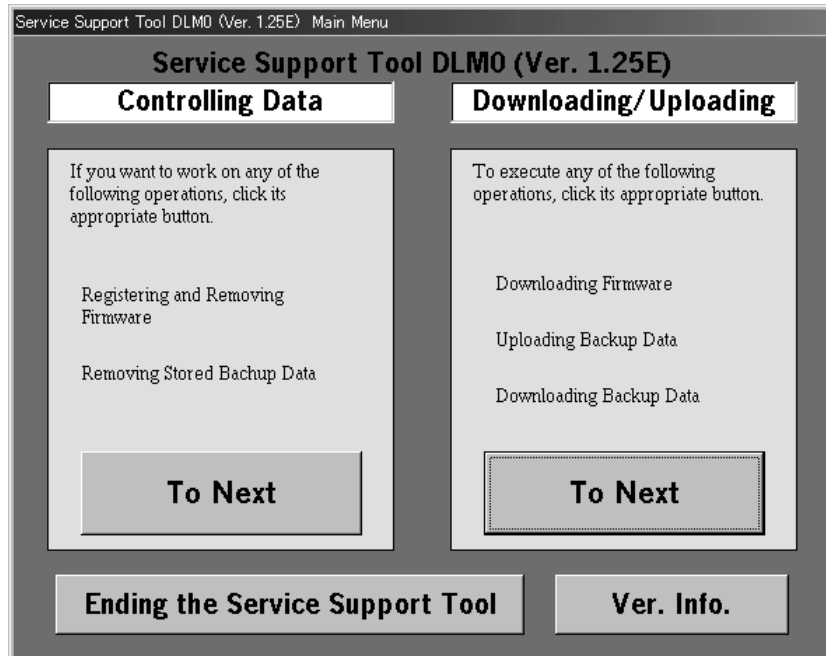 Service Support Tool DLM0 (Ver. 1.25E)  Main Menu
Service Support Tool DLM0 (Ver. 1.25E)
Controlling Data
If you want to work on any of the
following operations, click its
appropriate button.
Registering and Removing
Firmware
Removing Stored Bachup Data
To Next
Downloading/Uploading
To execute any of the following
operations, click its appropriate button.
Downloading Firmware
Uploading Backup Data
Downloading Backup Data
To Next
Ending the Service Support Tool
Ver. Info.